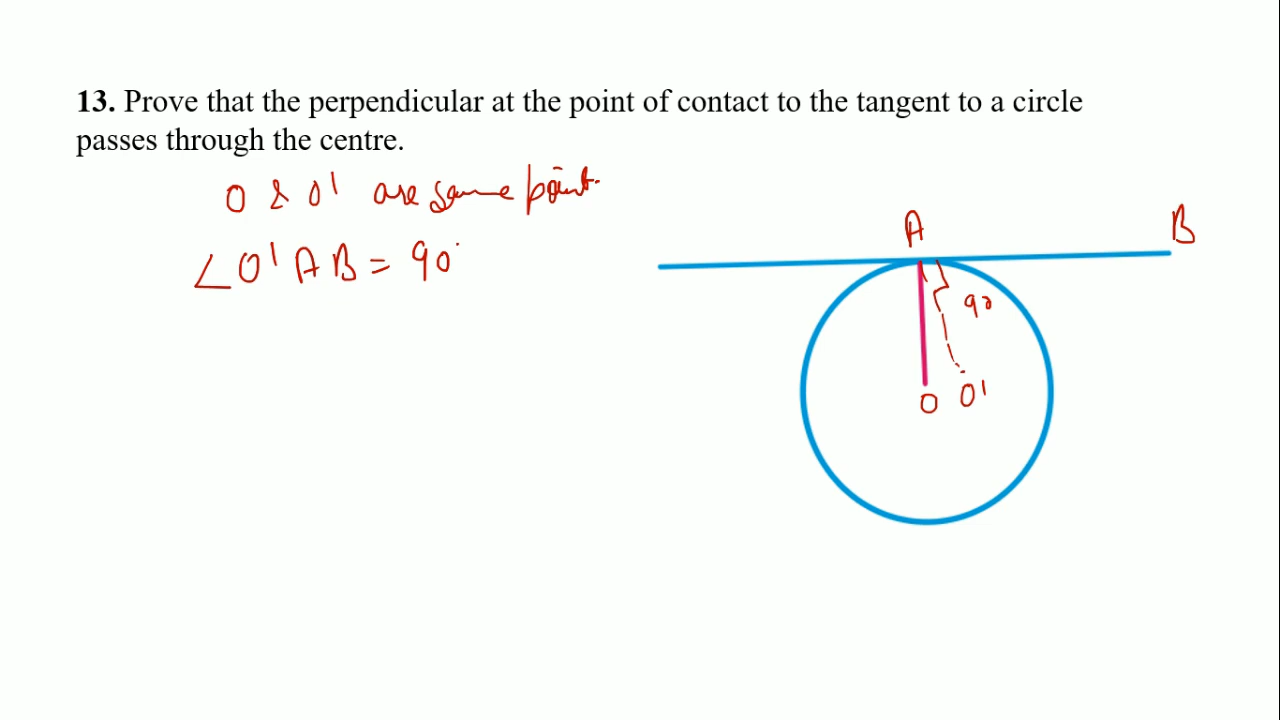 13. Prove that the perpendicular at the point of contact to the tangent to a circle
passes through the centre.
O & O' are same point.
∠O'AB = 90°
A
B
90
O O'